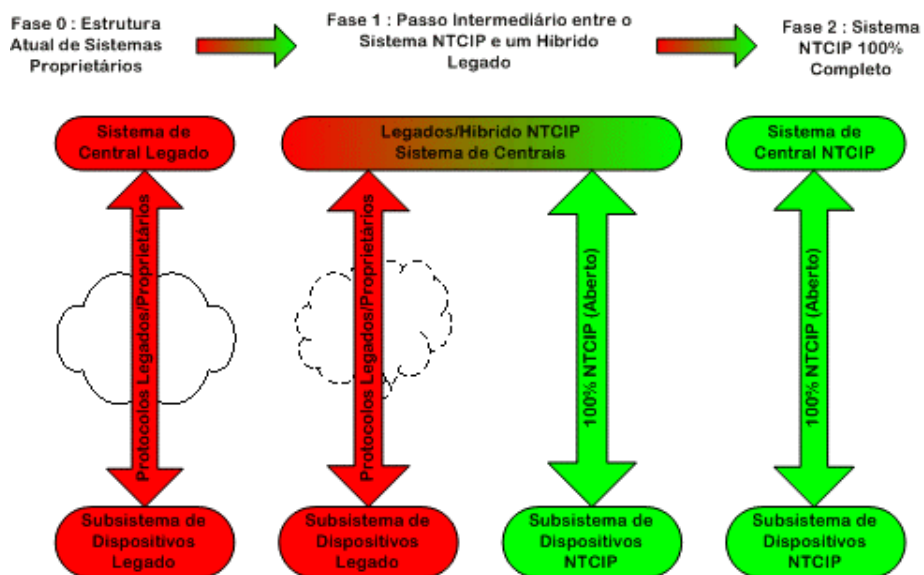 Fase 0 : Estrutura
Atual de Sistemas
Proprietários
Fase 1 : Passo Intermediário entre o
Sistema NTCIP e um Híbrido
Legado
Fase 2 : Sistema
NTCIP 100%
Completo
Sistema de
Central Legado
Legados/Hibrido NTCIP
Sistema de Centrais
Sistema de
Central NTCIP
Protocolos Legados/Proprietários
Protocolos Legados/Proprietários
100% NTCIP (Aberto)
100% NTCIP (Aberto)
Subsistema de
Dispositivos
Legado
Subsistema de
Dispositivos
Legado
Subsistema de
Dispositivos
NTCIP
Subsistema de
Dispositivos
NTCIP